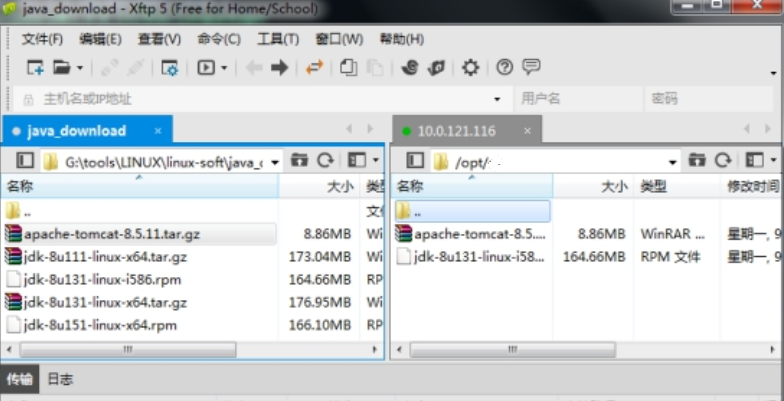 java_download - Xftp 5 (Free for Home/School)
文件(F) 编辑(E) 查看(V) 命令(C) 工具(T) 窗口(W) 帮助(H)
主机名或IP地址 用户名 密码
java_download × 10.0.121.116 ×
G:\tools\LINUX\linux-soft\java_c /opt/
名称 大小 类型 名称 大小 类型 修改时间
.. 文件 ..
apache-tomcat-8.5.11.tar.gz 8.86MB Wi apache-tomcat-8.5.... 8.86MB WinRAR ... 星期一, 9
jdk-8u111-linux-x64.tar.gz 173.04MB Wi jdk-8u131-linux-i58... 164.66MB RPM 文件 星期一, 9
jdk-8u131-linux-i586.rpm 164.66MB RP
jdk-8u131-linux-x64.tar.gz 176.95MB Wi
jdk-8u151-linux-x64.rpm 166.10MB RP
传输 日志